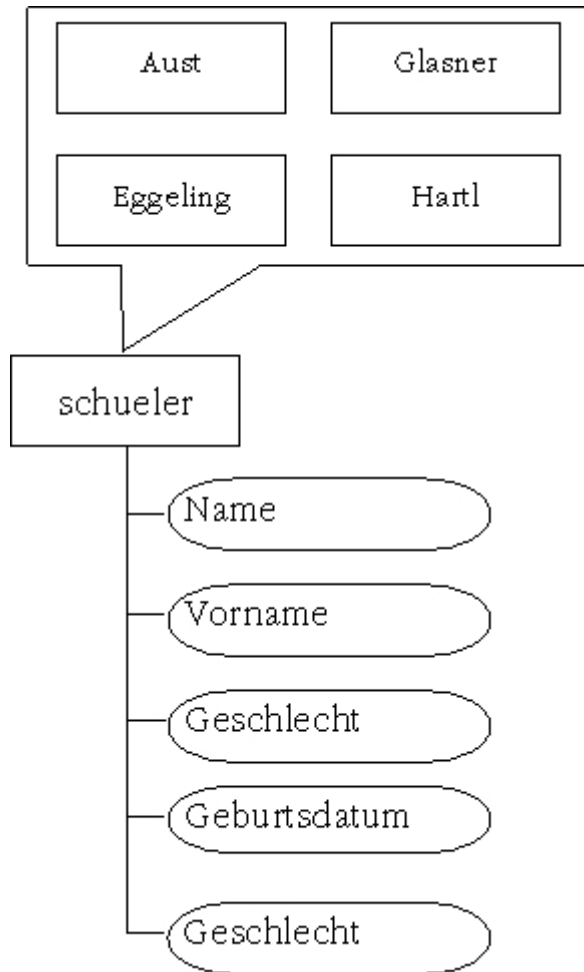 Aust
Glasner
Eggeling
Hartl
schueler
Name
Vorname
Geschlecht
Geburtsdatum
Geschlecht